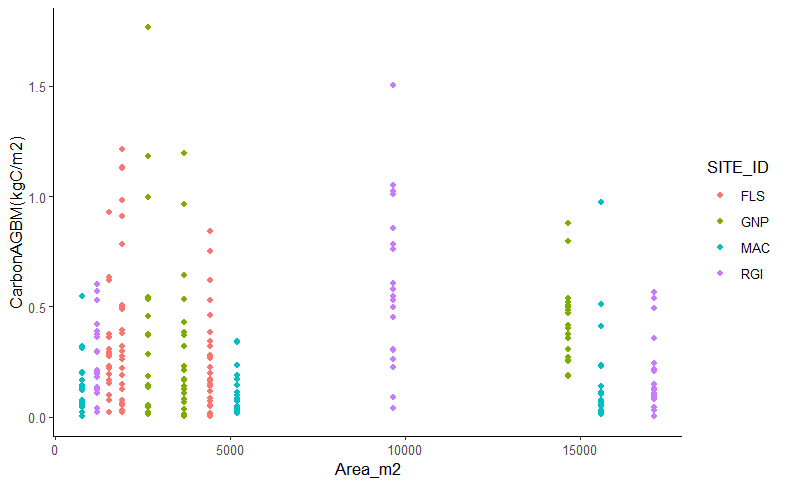 CarbonAGBM(kgC/m2)
1.5
1.0
0.5
0.0
0
5000
10000
15000
Area_m2
SITE_ID
FLS
GNP
MAC
RGI